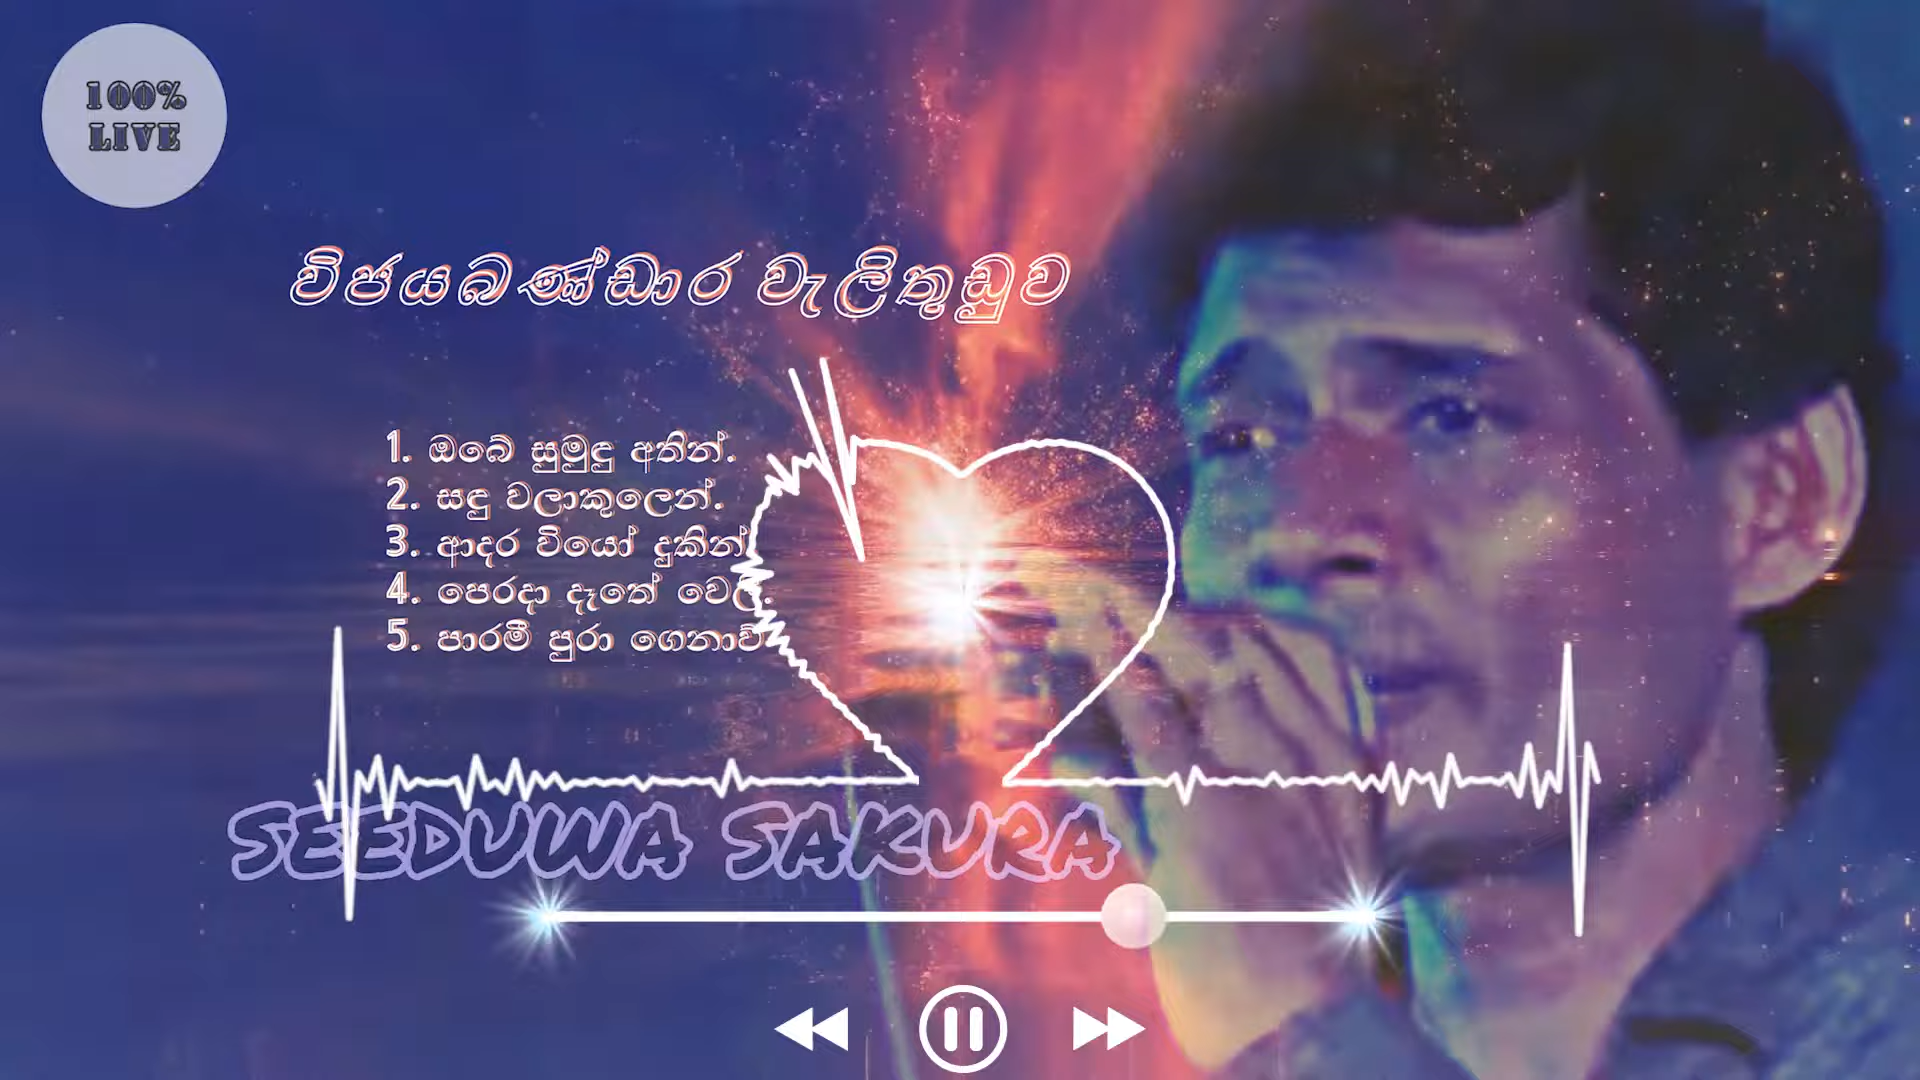 100%
LIVE
විජයබණ්ඩාර වැලිතුඩුව
1. ඔබේ සුමුදු අතින්.
2. සඳු වලාකුලෙන්.
3. ආදර වියෝ දුකින්.
4. පෙරදා දෑතේ වෙලී.
5. පාරමී පුරා ගෙනාව.
SEEDUWA SAKURA